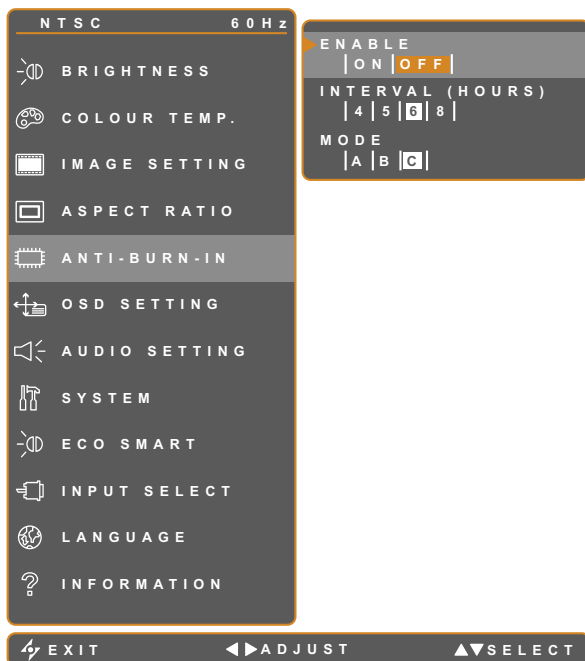 NTSC 60Hz
BRIGHTNESS
COLOUR TEMP.
IMAGE SETTING
ASPECT RATIO
ANTI-BURN-IN
OSD SETTING
AUDIO SETTING
SYSTEM
ECO SMART
INPUT SELECT
LANGUAGE
INFORMATION
ENABLE
ON OFF
INTERVAL (HOURS)
4 5 6 8
MODE
A B C
EXIT ADJUST SELECT